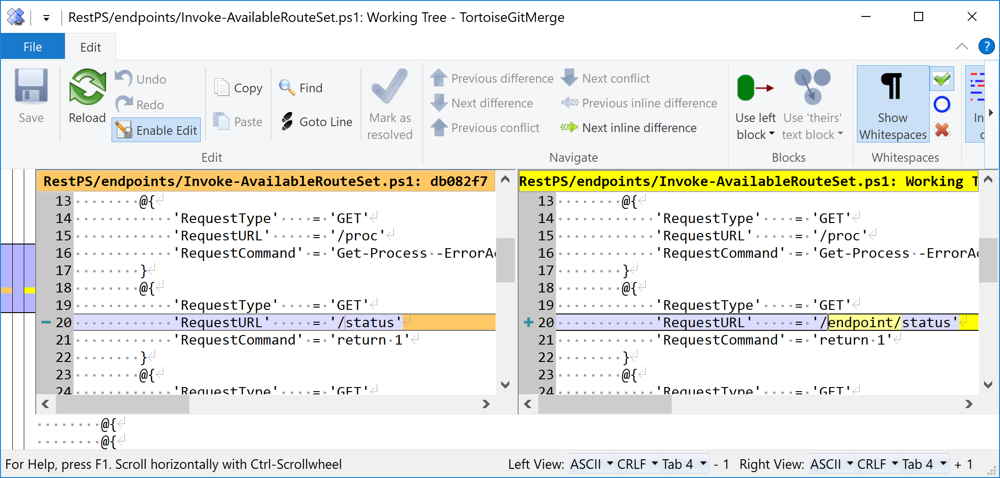 RestPS/endpoints/Invoke-AvailableRouteSet.ps1: Working Tree - TortoiseGitMerge
File
Edit
?
Save
Reload
Undo
Redo
Enable Edit
Copy
Paste
Find
Goto Line
Mark as
resolved
Edit
Previous difference
Next difference
Previous conflict
Next conflict
Previous inline difference
Next inline difference
Navigate
Use left
block
Use 'theirs'
text block
Blocks
¶
Show
Whitespaces
Whitespaces
In
RestPS/endpoints/Invoke-AvailableRouteSet.ps1: db082f7
13 @{
14 'RequestType' = 'GET'
15 'RequestURL' = '/proc'
16 'RequestCommand' = 'Get-Process -ErrorAc
17 }
18 @{
19 'RequestType' = 'GET'
20 'RequestURL' = '/status'
21 'RequestCommand' = 'return 1'
22 }
23 @{
24 'RequestType' = 'GET'
RestPS/endpoints/Invoke-AvailableRouteSet.ps1: Working T
13 @{
14 'RequestType' = 'GET'
15 'RequestURL' = '/proc'
16 'RequestCommand' = 'Get-Process -ErrorAc
17 }
18 @{
19 'RequestType' = 'GET'
20 'RequestURL' = '/endpoint/status'
21 'RequestCommand' = 'return 1'
22 }
23 @{
24 'RequestType' = 'GET'
@{
@{
For Help, press F1. Scroll horizontally with Ctrl-Scrollwheel
Left View: ASCII CRLF Tab 4 - 1 Right View: ASCII CRLF Tab 4 + 1